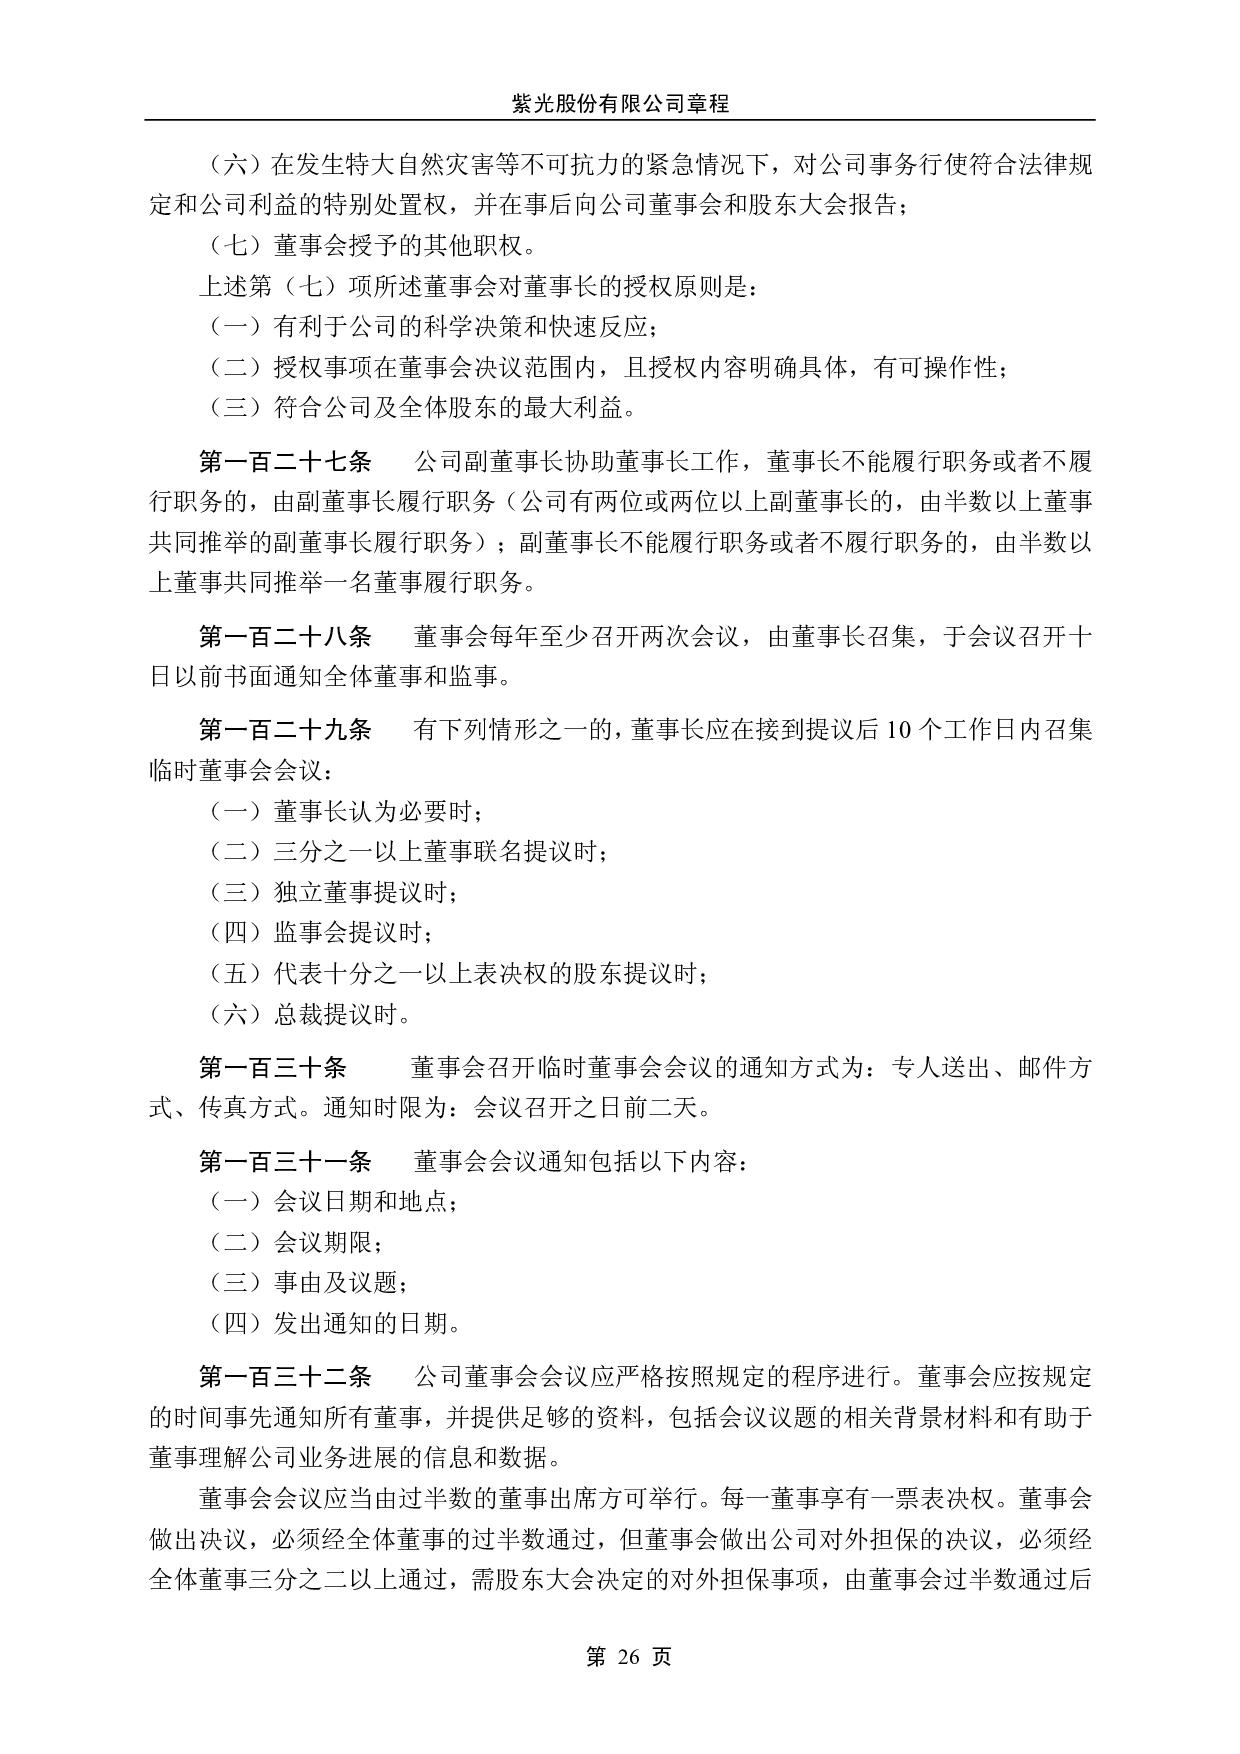 紫光股份有限公司章程
（六）在发生特大自然灾害等不可抗力的紧急情况下，对公司事务行使符合法律规
定和公司利益的特别处置权，并在事后向公司董事会和股东大会报告；
（七）董事会授予的其他职权。
上述第（七）项所述董事会对董事长的授权原则是：
（一）有利于公司的科学决策和快速反应；
（二）授权事项在董事会决议范围内，且授权内容明确具体，有可操作性；
（三）符合公司及全体股东的最大利益。
第一百二十七条 公司副董事长协助董事长工作，董事长不能履行职务或者不履
行职务的，由副董事长履行职务（公司有两位或两位以上副董事长的，由半数以上董事
共同推举的副董事长履行职务）；副董事长不能履行职务或者不履行职务的，由半数以
上董事共同推举一名董事履行职务。
第一百二十八条 董事会每年至少召开两次会议，由董事长召集，于会议召开十
日以前书面通知全体董事和监事。
第一百二十九条 有下列情形之一的，董事长应在接到提议后 10 个工作日内召集
临时董事会会议：
（一）董事长认为必要时；
（二）三分之一以上董事联名提议时；
（三）独立董事提议时；
（四）监事会提议时；
（五）代表十分之一以上表决权的股东提议时；
（六）总裁提议时。
第一百三十条 董事会召开临时董事会会议的通知方式为：专人送出、邮件方
式、传真方式。通知时限为：会议召开之日前二天。
第一百三十一条 董事会会议通知包括以下内容：
（一）会议日期和地点；
（二）会议期限；
（三）事由及议题；
（四）发出通知的日期。
第一百三十二条 公司董事会会议应严格按照规定的程序进行。董事会应按规定
的时间事先通知所有董事，并提供足够的资料，包括会议议题的相关背景材料和有助于
董事理解公司业务进展的信息和数据。
董事会会议应当由过半数的董事出席方可举行。每一董事享有一票表决权。董事会
做出决议，必须经全体董事的过半数通过，但董事会做出公司对外担保的决议，必须经
全体董事三分之二以上通过，需股东大会决定的对外担保事项，由董事会过半数通过后
第 26 页